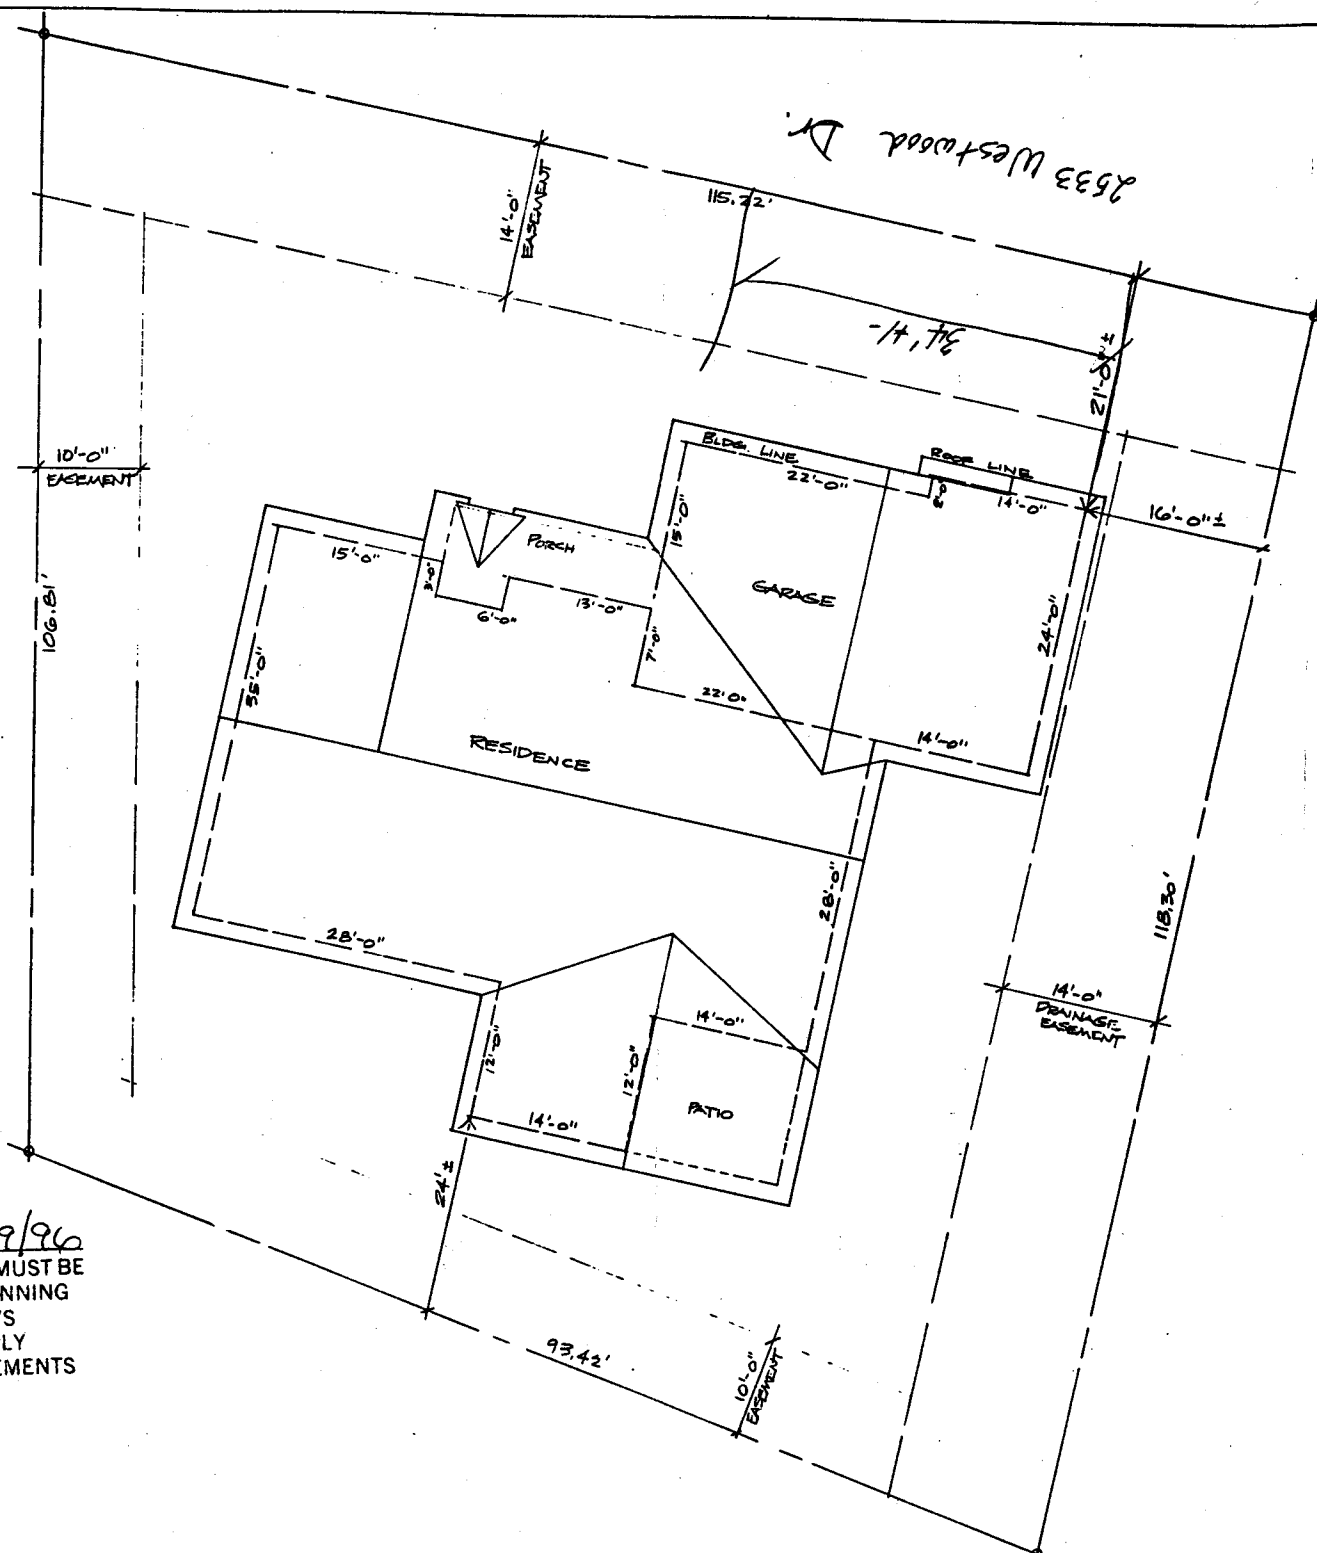 2533 Westwood Dr.
14'-0"
EASEMENT
115.22'
34' +/-
21'-0" ±
10'-0"
EASEMENT
BLDG. LINE
22'-0"
ROOF LINE
14'-0"
16'-0" ±
15'-0"
PORCH
15'-0"
3'-0"
6'-0"
13'-0"
7'-0"
GARAGE
24'-0"
106.81'
35'-0"
22'-0"
14'-0"
RESIDENCE
28'-0"
28'-0"
118.30'
14'-0"
DRAINAGE
EASEMENT
12'-0"
14'-0"
12'-0"
14'-0"
PATIO
24' ±
9/96
MUST BE
NNING
'S
PLY
EMENTS
93.42'
10'-0"
EASEMENT